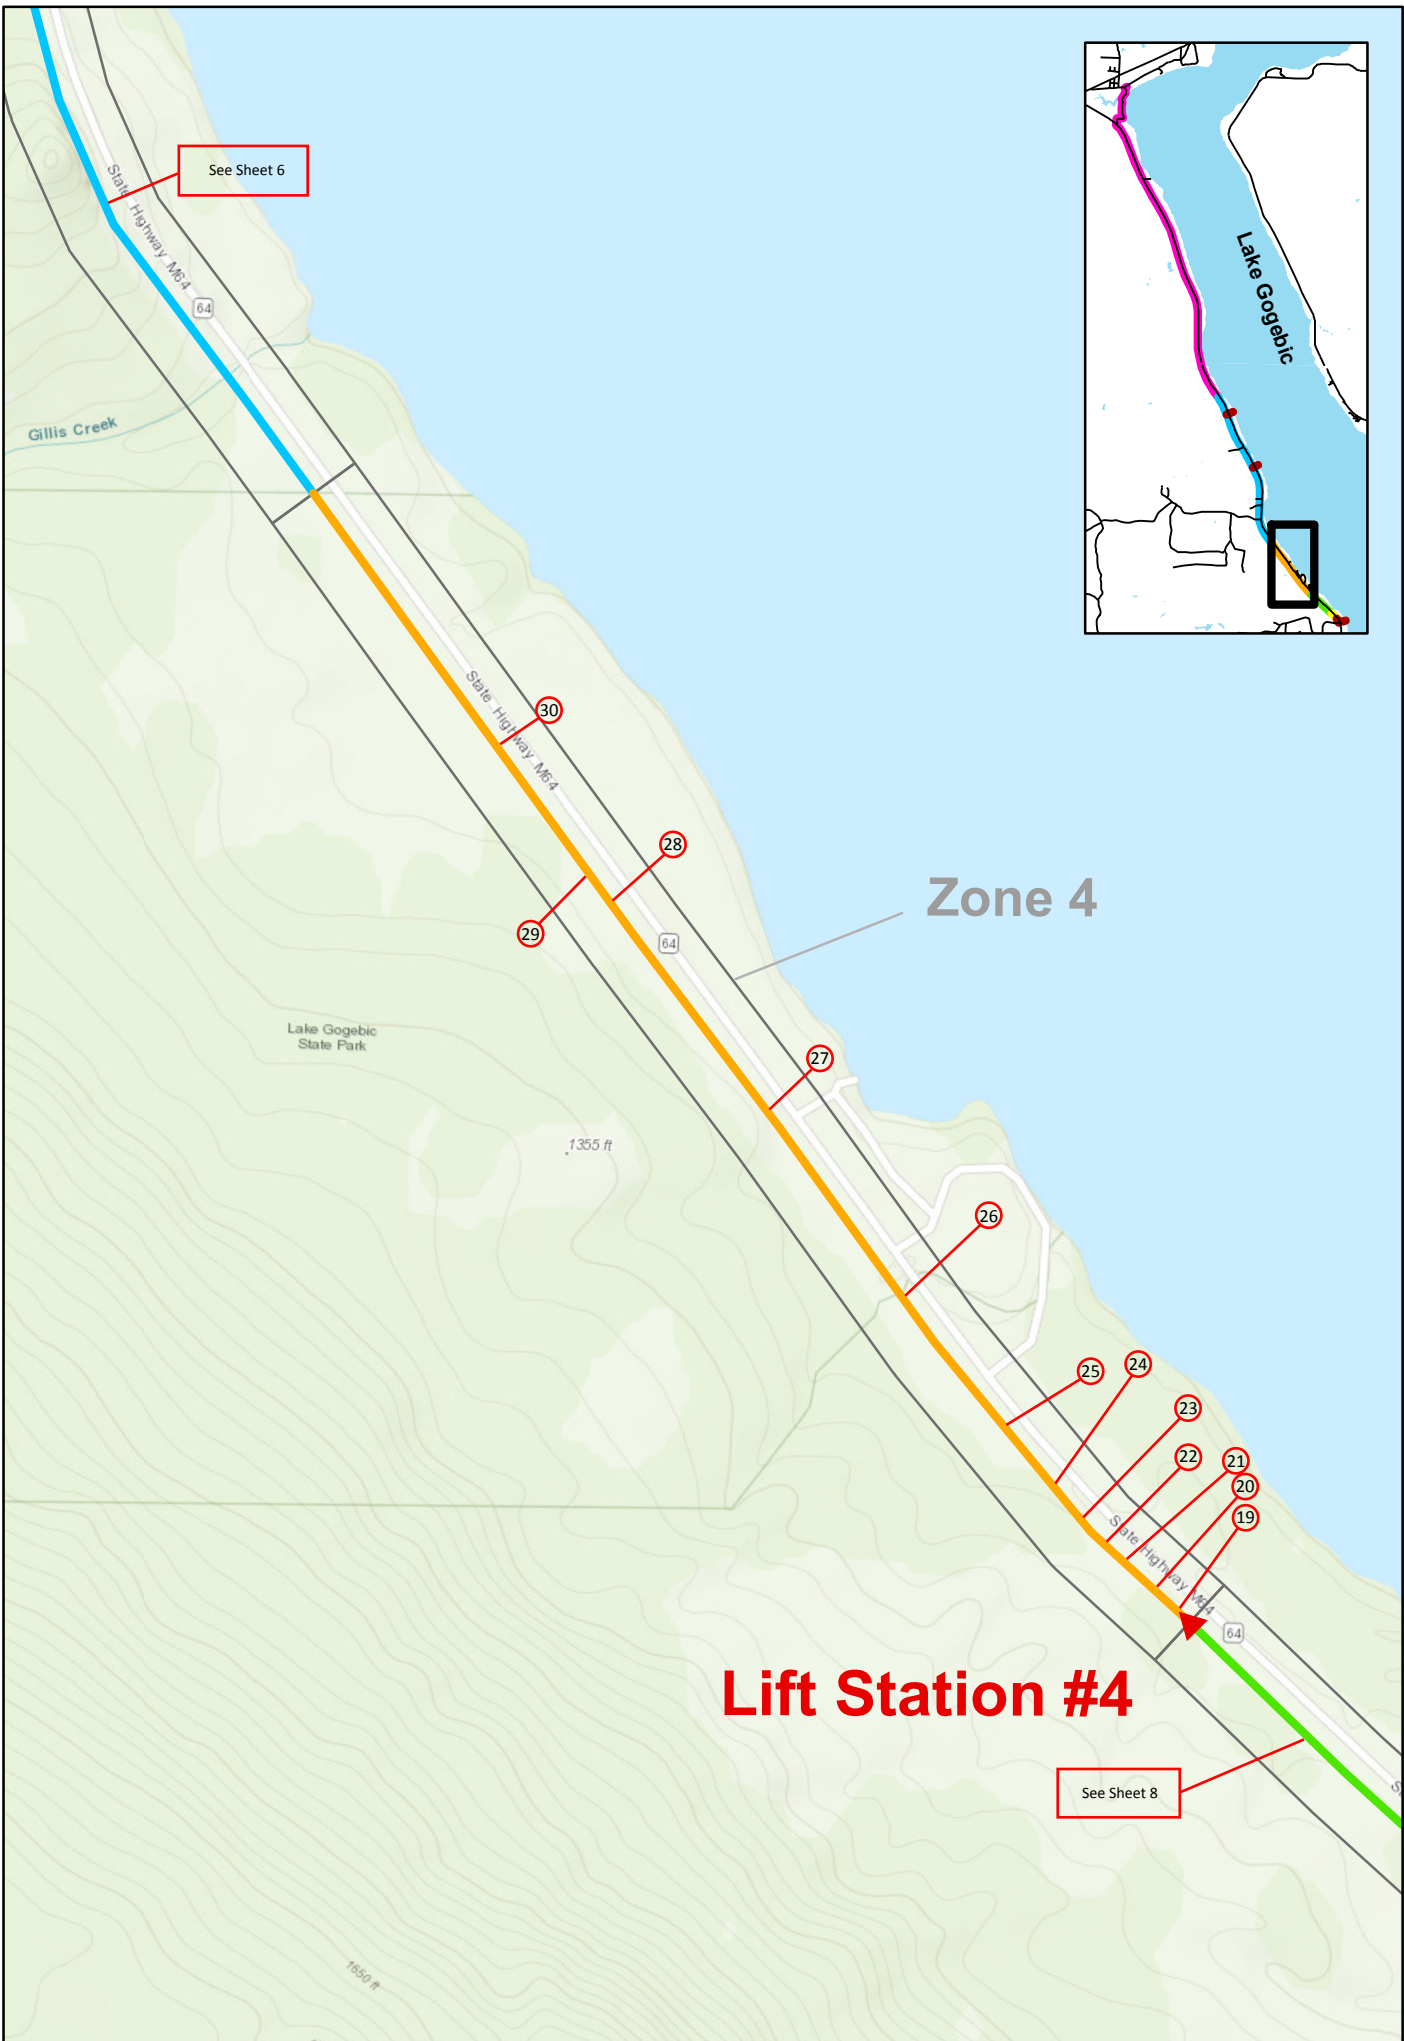 See Sheet 6
State Highway M64
64
Lake Gogebic
Gillis Creek
State Highway M64
30
28
29
64
Zone 4
Lake Gogebic
State Park
27
1355 ft
26
25
24
23
22
21
20
19
State Highway M64
64
Lift Station #4
See Sheet 8
1650 ft